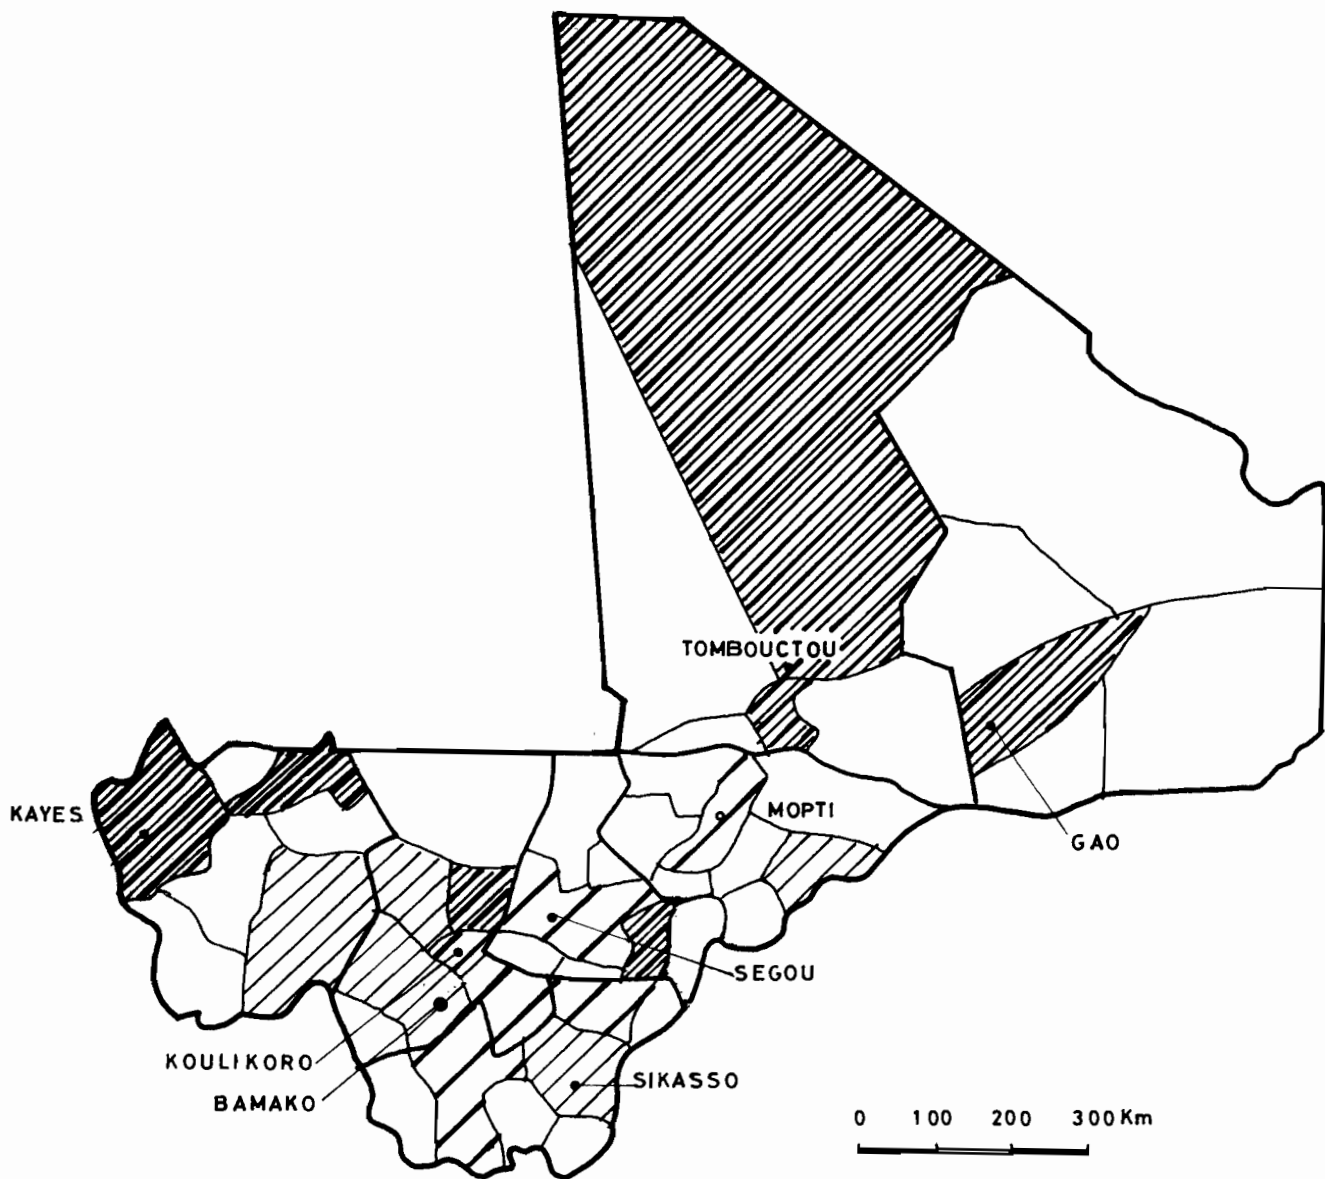 TOMBOUCTOU
KAYES
MOPTI
GAO
SEGOU
KOULIKORO
SIKASSO
BAMAKO
0 100 200 300 Km